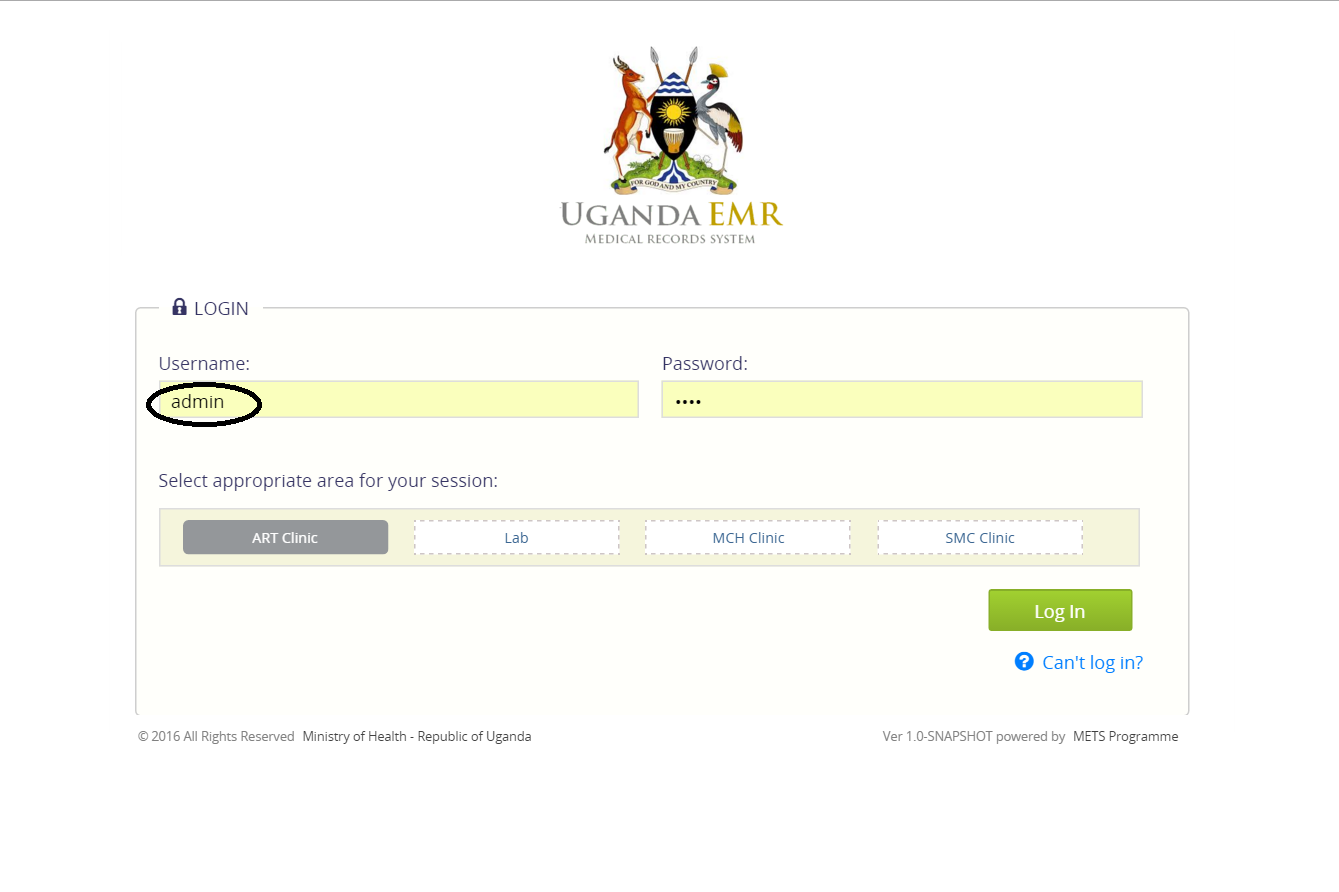 FOR GOD AND MY COUNTRY
UGANDA EMR
MEDICAL RECORDS SYSTEM
LOGIN
Username:
Password:
admin
••••
Select appropriate area for your session:
ART Clinic
Lab
MCH Clinic
SMC Clinic
Log In
? Can't log in?
© 2016 All Rights Reserved Ministry of Health - Republic of Uganda
Ver 1.0-SNAPSHOT powered by METS Programme